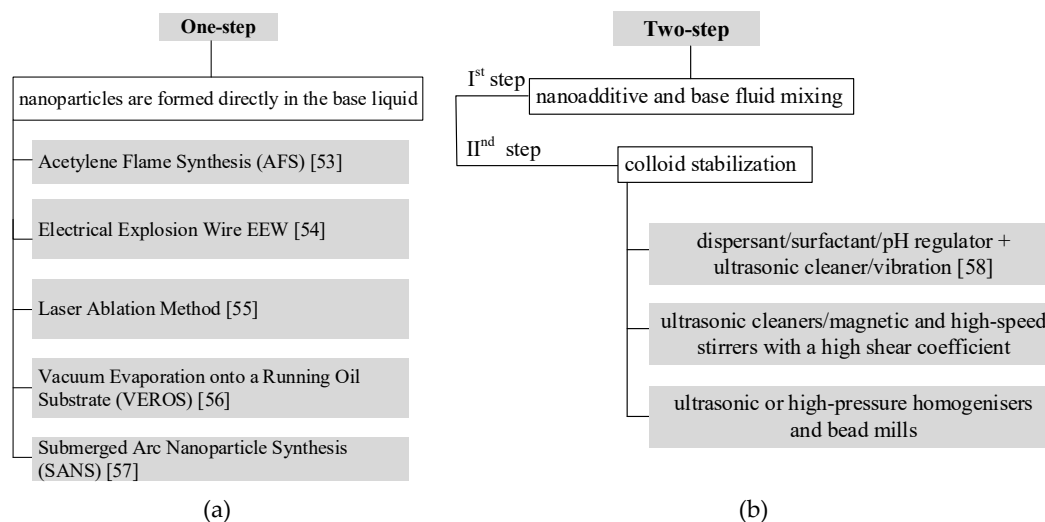 One-step
nanoparticles are formed directly in the base liquid
Acetylene Flame Synthesis (AFS) [53]
Electrical Explosion Wire EEW [54]
Laser Ablation Method [55]
Vacuum Evaporation onto a Running Oil
Substrate (VEROS) [56]
Submerged Arc Nanoparticle Synthesis
(SANS) [57]
(a)
Two-step
Ist step
nanoadditive and base fluid mixing
IInd step
colloid stabilization
dispersant/surfactant/pH regulator +
ultrasonic cleaner/vibration [58]
ultrasonic cleaners/magnetic and high-speed
stirrers with a high shear coefficient
ultrasonic or high-pressure homogenisers
and bead mills
(b)